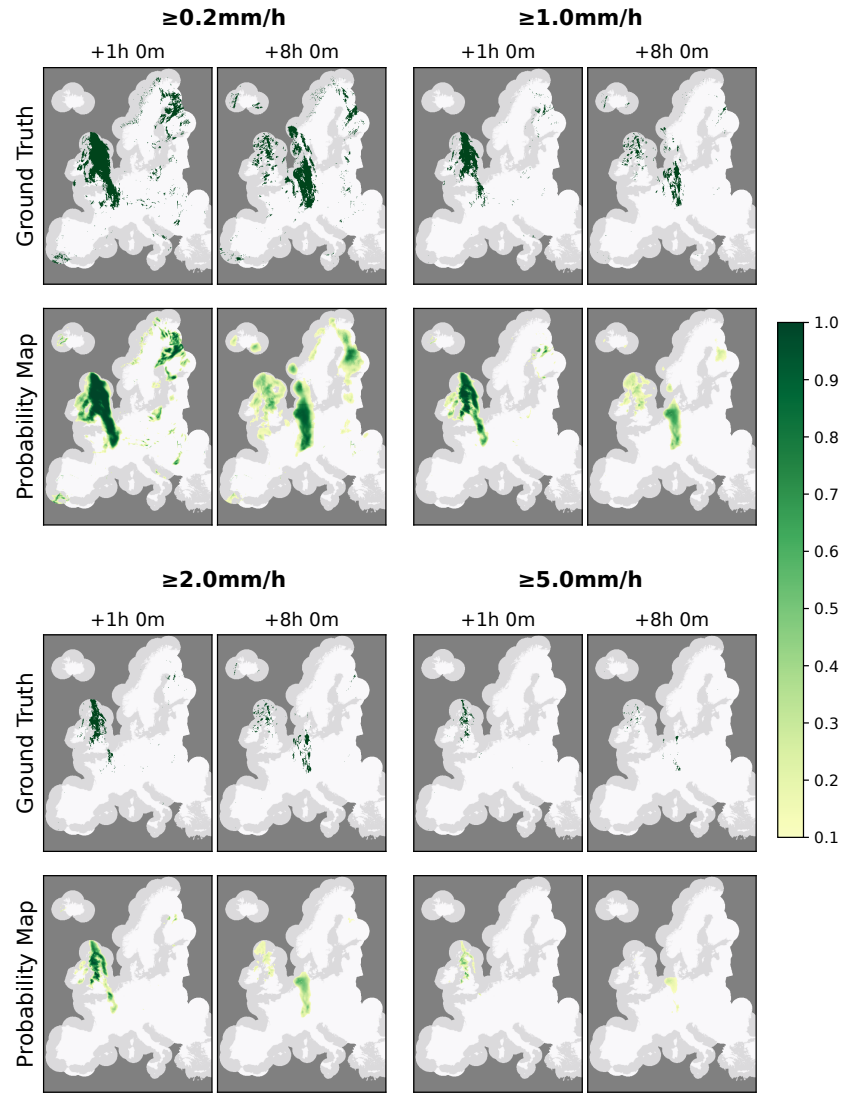 ≥0.2mm/h ≥1.0mm/h
+1h 0m +8h 0m +1h 0m +8h 0m
Ground Truth
Probability Map
1.0
0.9
0.8
0.7
0.6
0.5
0.4
0.3
0.2
0.1
≥2.0mm/h ≥5.0mm/h
+1h 0m +8h 0m +1h 0m +8h 0m
Ground Truth
Probability Map